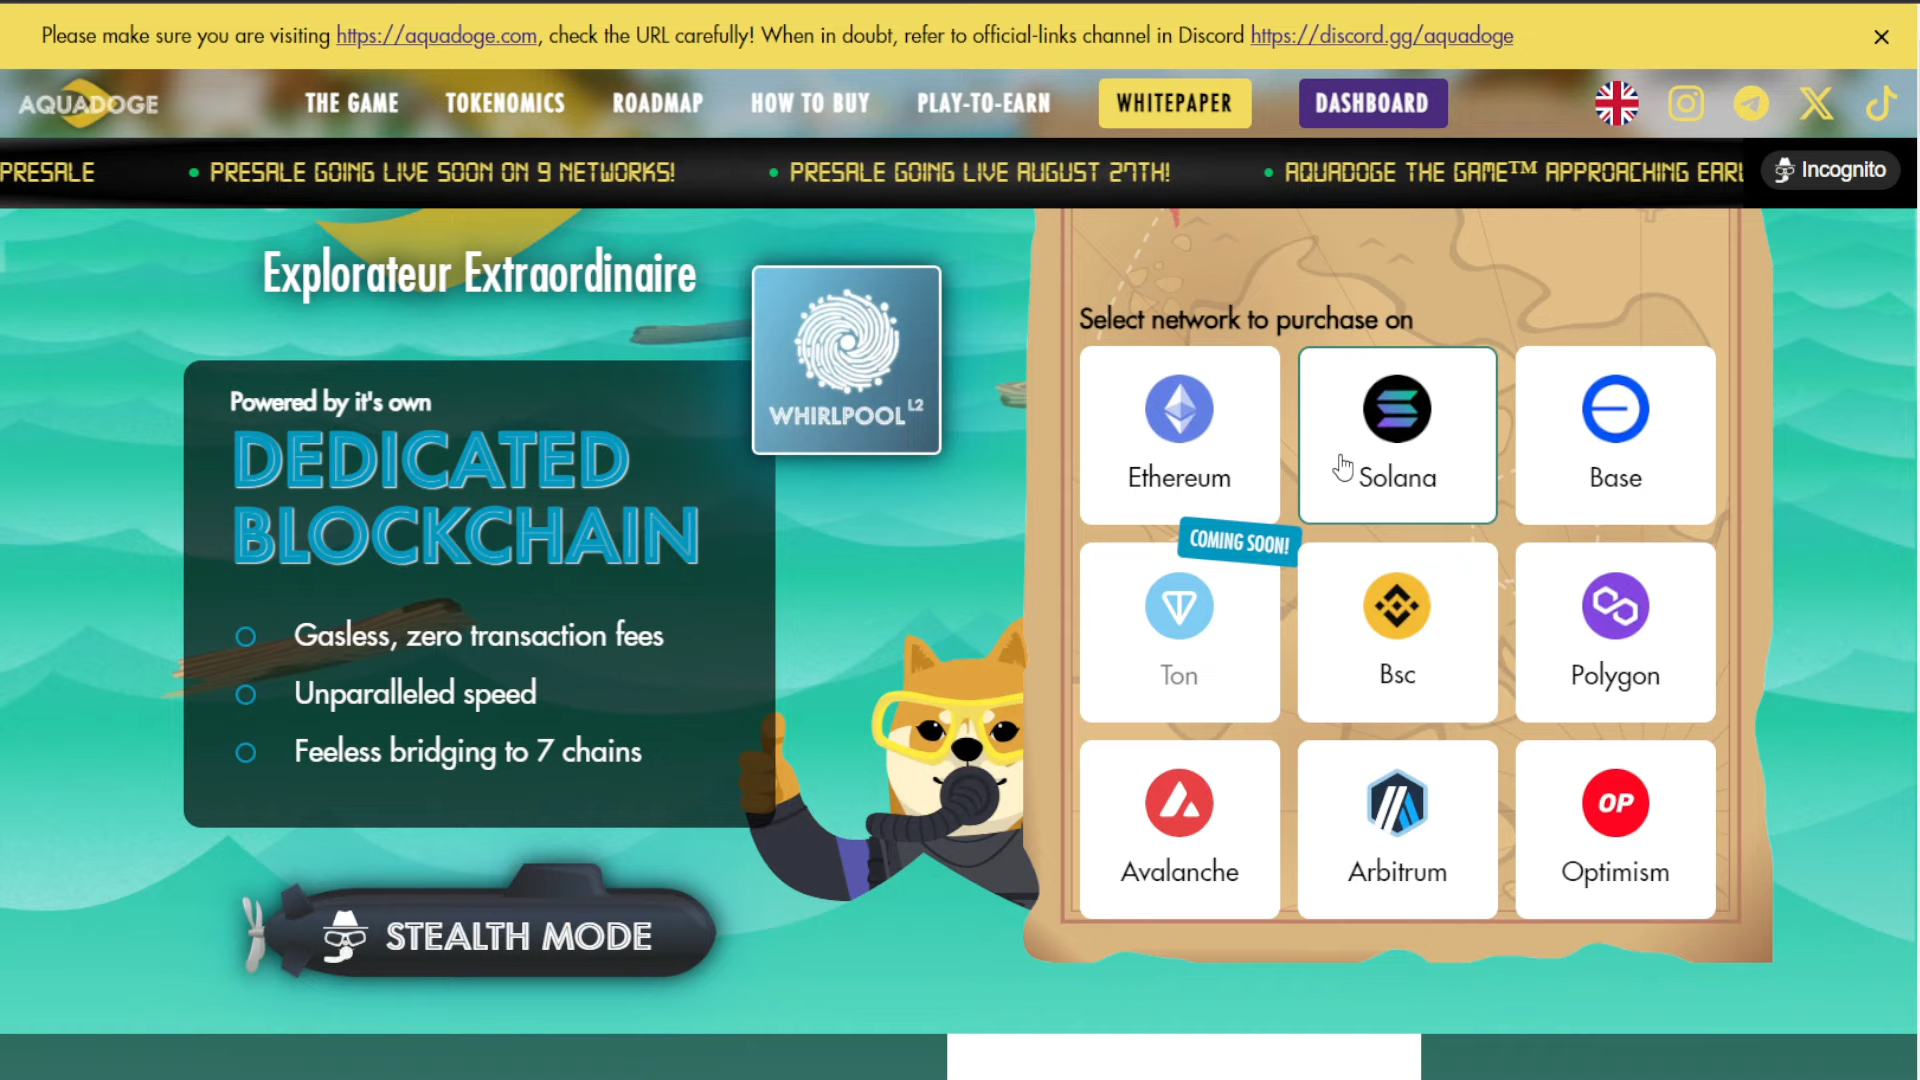 Please make sure you are visiting https://aquadoge.com, check the URL carefully! When in doubt, refer to official-links channel in Discord https://discord.gg/aquadoge
AQUADOGE
THE GAME
TOKENOMICS
ROADMAP
HOW TO BUY
PLAY-TO-EARN
WHITEPAPER
DASHBOARD
PRESALE • PRESALE GOING LIVE SOON ON 9 NETWORKS! • PRESALE GOING LIVE AUGUST 27TH! • AQUADOGE THE GAME™ APPROACHING
Incognito
Explorateur Extraordinaire
WHIRLPOOL L2
Powered by it's own
DEDICATED
BLOCKCHAIN
Gasless, zero transaction fees
Unparalleled speed
Feeless bridging to 7 chains
STEALTH MODE
Select network to purchase on
Ethereum
Solana
Base
COMING SOON!
Ton
Bsc
Polygon
Avalanche
Arbitrum
OP
Optimism